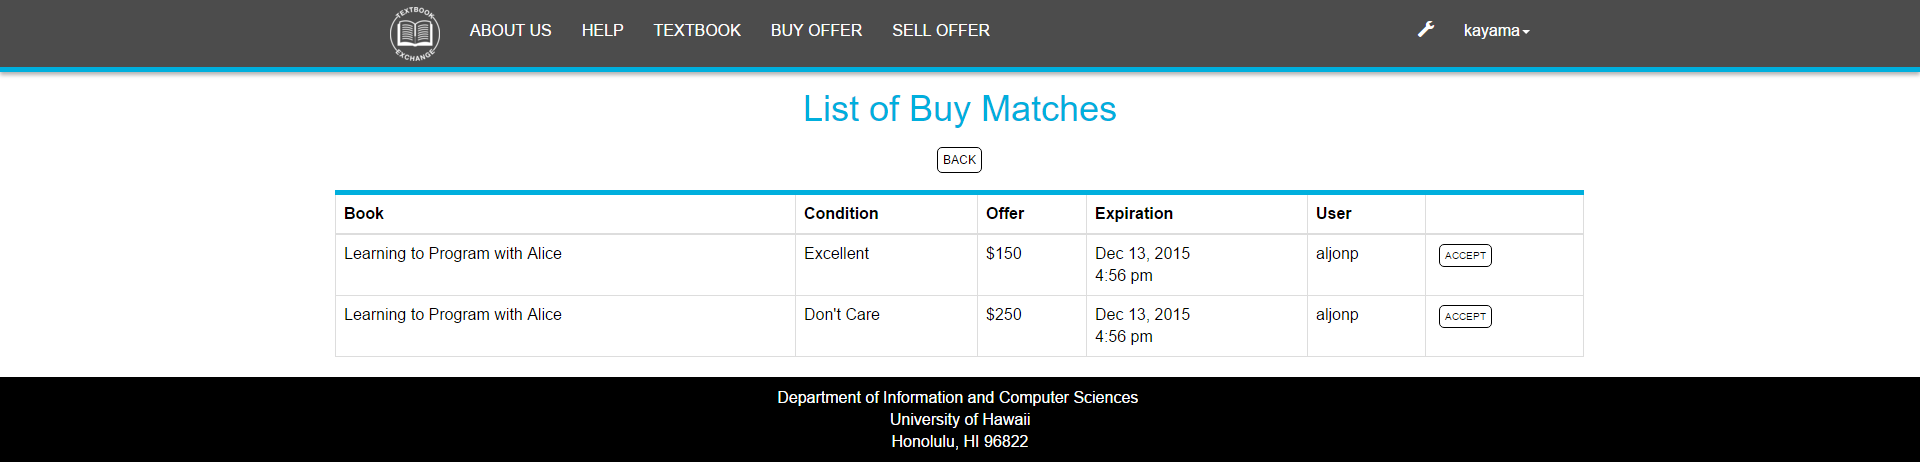 TEXTBOOK
EXCHANGE
ABOUT US HELP TEXTBOOK BUY OFFER SELL OFFER kayama
List of Buy Matches
BACK
Book Condition Offer Expiration User
Learning to Program with Alice Excellent $150 Dec 13, 2015 aljonp ACCEPT
4:56 pm
Learning to Program with Alice Don't Care $250 Dec 13, 2015 aljonp ACCEPT
4:56 pm
Department of Information and Computer Sciences
University of Hawaii
Honolulu, HI 96822